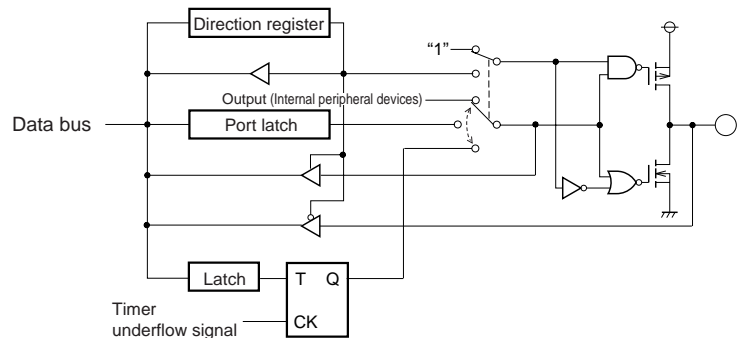 Direction register
“1”
Output (Internal peripheral devices)
Data bus
Port latch
Latch
T Q
Timer
underflow signal
CK